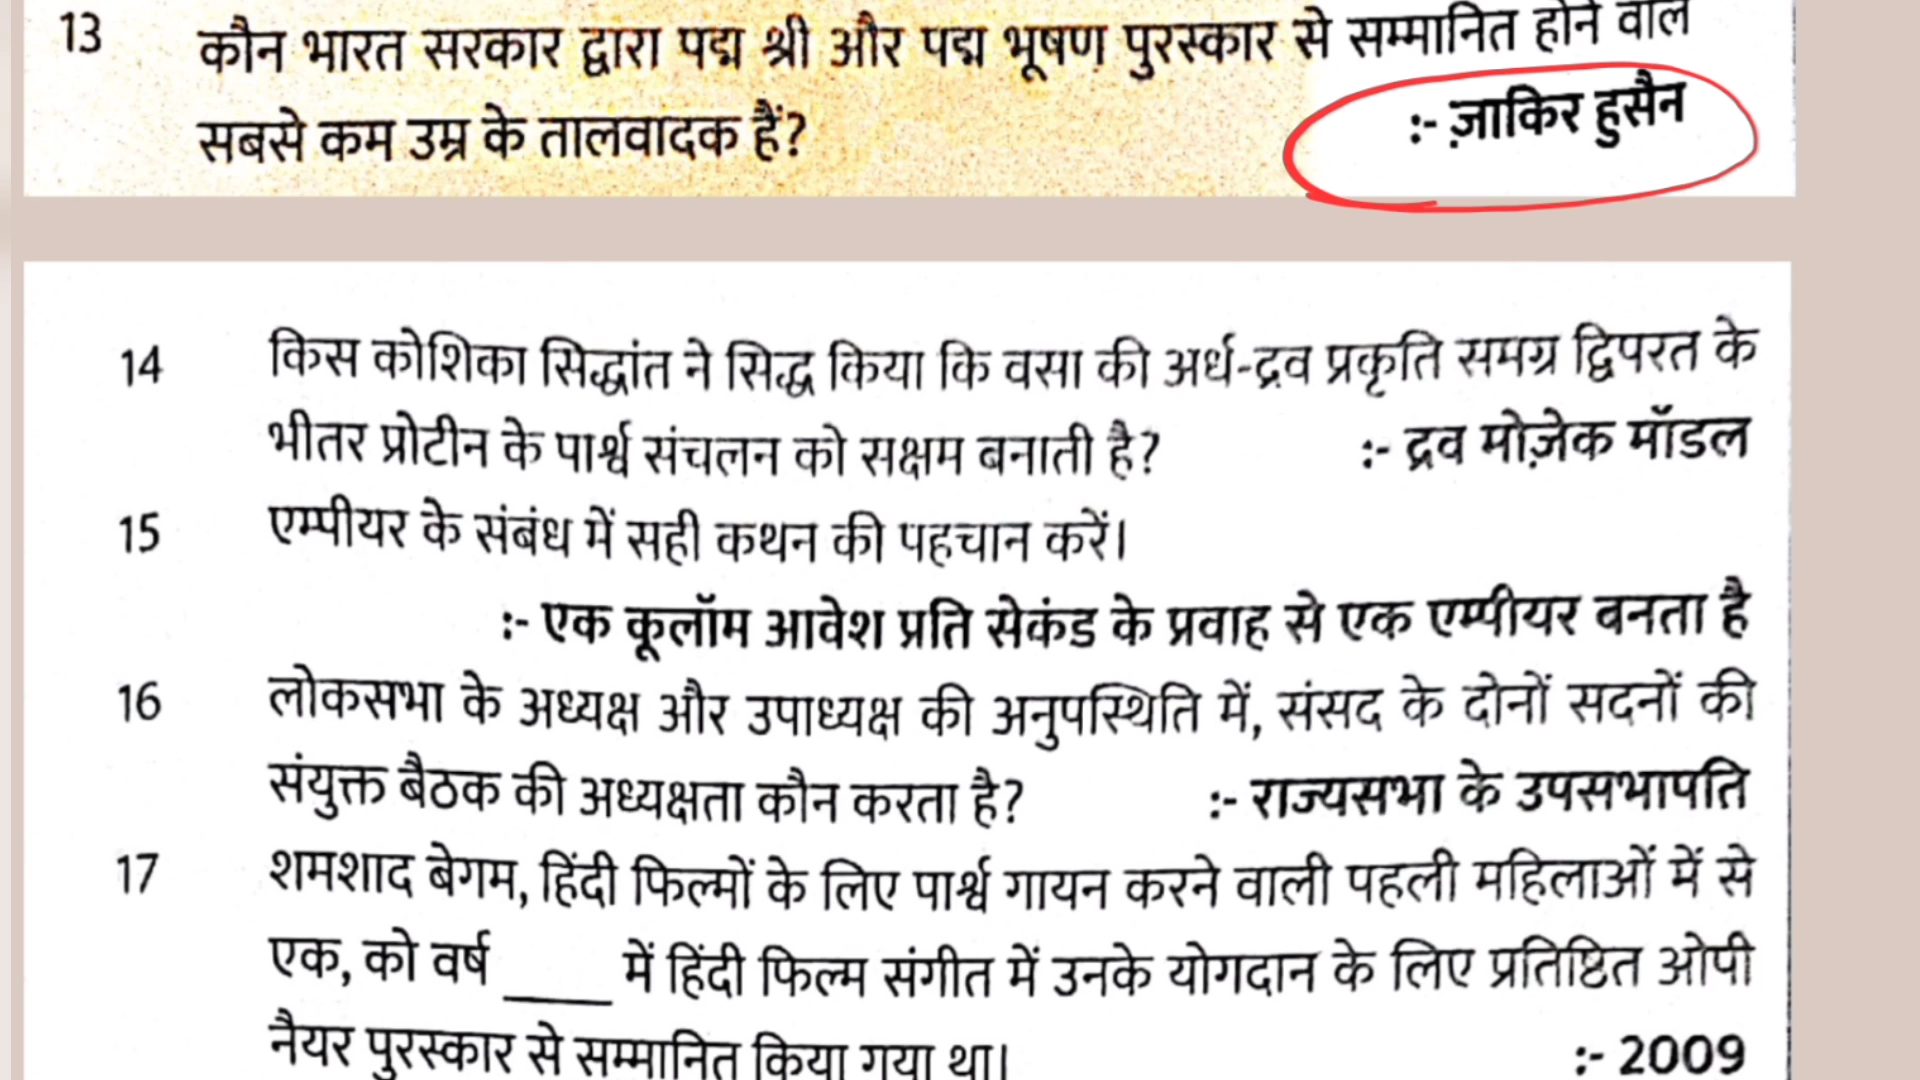 13 कौन भारत सरकार द्वारा पद्म श्री और पद्म भूषण पुरस्कार से सम्मानित होने वाले
सबसे कम उम्र के तालवादक हैं? :- ज़ाकिर हुसैन
14 किस कोशिका सिद्धांत ने सिद्ध किया कि वसा की अर्ध-द्रव प्रकृति समग्र द्विपरत के
भीतर प्रोटीन के पार्श्व संचलन को सक्षम बनाती है? :- द्रव मोज़ेक मॉडल
15 एम्पीयर के संबंध में सही कथन की पहचान करें।
:- एक कूलॉम आवेश प्रति सेकंड के प्रवाह से एक एम्पीयर बनता है
16 लोकसभा के अध्यक्ष और उपाध्यक्ष की अनुपस्थिति में, संसद के दोनों सदनों की
संयुक्त बैठक की अध्यक्षता कौन करता है? :- राज्यसभा के उपसभापति
17 शमशाद बेगम, हिंदी फिल्मों के लिए पार्श्व गायन करने वाली पहली महिलाओं में से
एक, को वर्ष ____ में हिंदी फिल्म संगीत में उनके योगदान के लिए प्रतिष्ठित ओपी
नैयर पुरस्कार से सम्मानित किया गया था। :- 2009